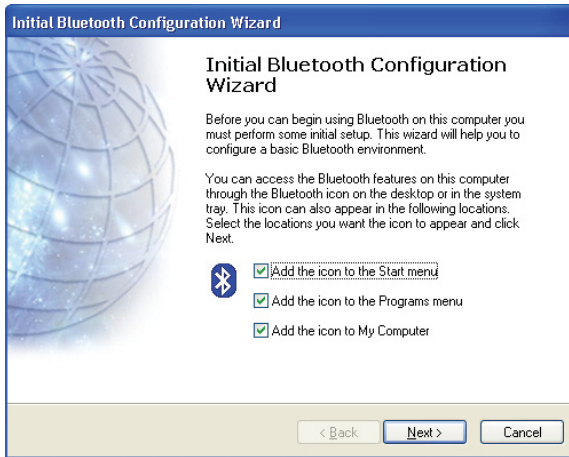 Initial Bluetooth Configuration Wizard
Initial Bluetooth Configuration
Wizard
Before you can begin using Bluetooth on this computer you
must perform some initial setup. This wizard will help you to
configure a basic Bluetooth environment.
You can access the Bluetooth features on this computer
through the Bluetooth icon on the desktop or in the system
tray. This icon can also appear in the following locations.
Select the locations you want the icon to appear and click
Next.
Add the icon to the Start menu
Add the icon to the Programs menu
Add the icon to My Computer
< Back Next > Cancel